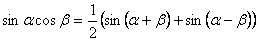 sin α cos β = 1/2 (sin (α + β) + sin (α − β))